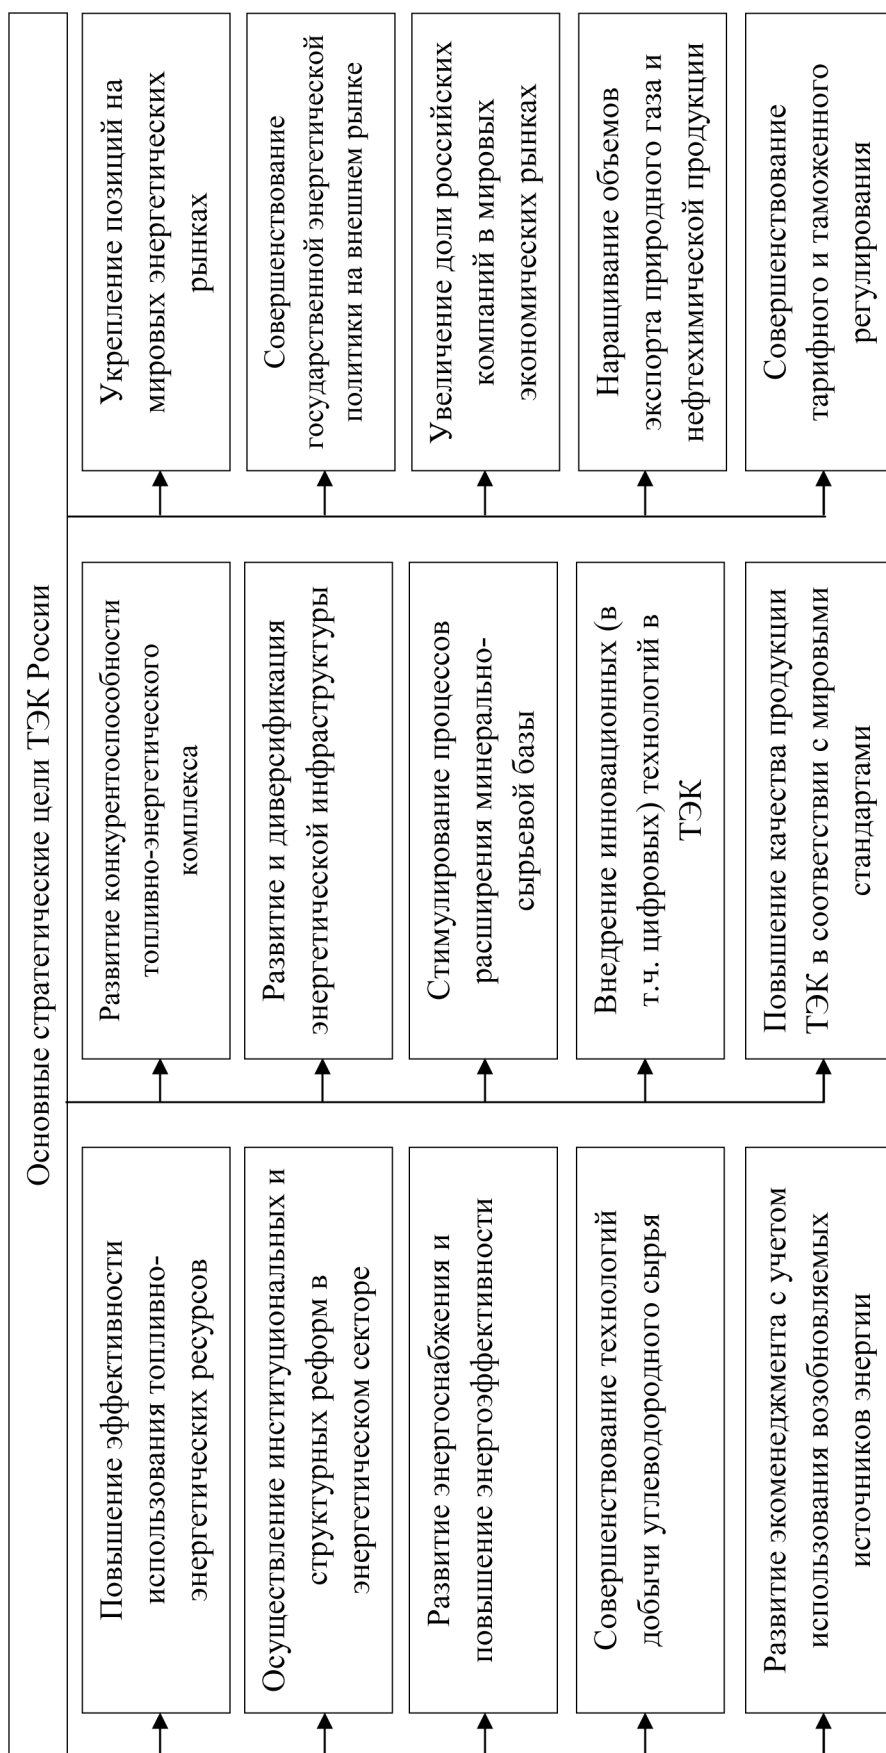 Основные стратегические цели ТЭК России
Повышение эффективности
использования топливно-
энергетических ресурсов
Осуществление институциональных и
структурных реформ в
энергетическом секторе
Развитие энергоснабжения и
повышение энергоэффективности
Совершенствование технологий
добычи углеводородного сырья
Развитие экоменеджмента с учетом
использования возобновляемых
источников энергии
Развитие конкурентоспособности
топливно-энергетического
комплекса
Развитие и диверсификация
энергетической инфраструктуры
Стимулирование процессов
расширения минерально-
сырьевой базы
Внедрение инновационных (в
т.ч. цифровых) технологий в
ТЭК
Повышение качества продукции
ТЭК в соответствии с мировыми
стандартами
Укрепление позиций на
мировых энергетических
рынках
Совершенствование
государственной энергетической
политики на внешнем рынке
Увеличение доли российских
компаний в мировых
экономических рынках
Наращивание объемов
экспорта природного газа и
нефтехимической продукции
Совершенствование
тарифного и таможенного
регулирования